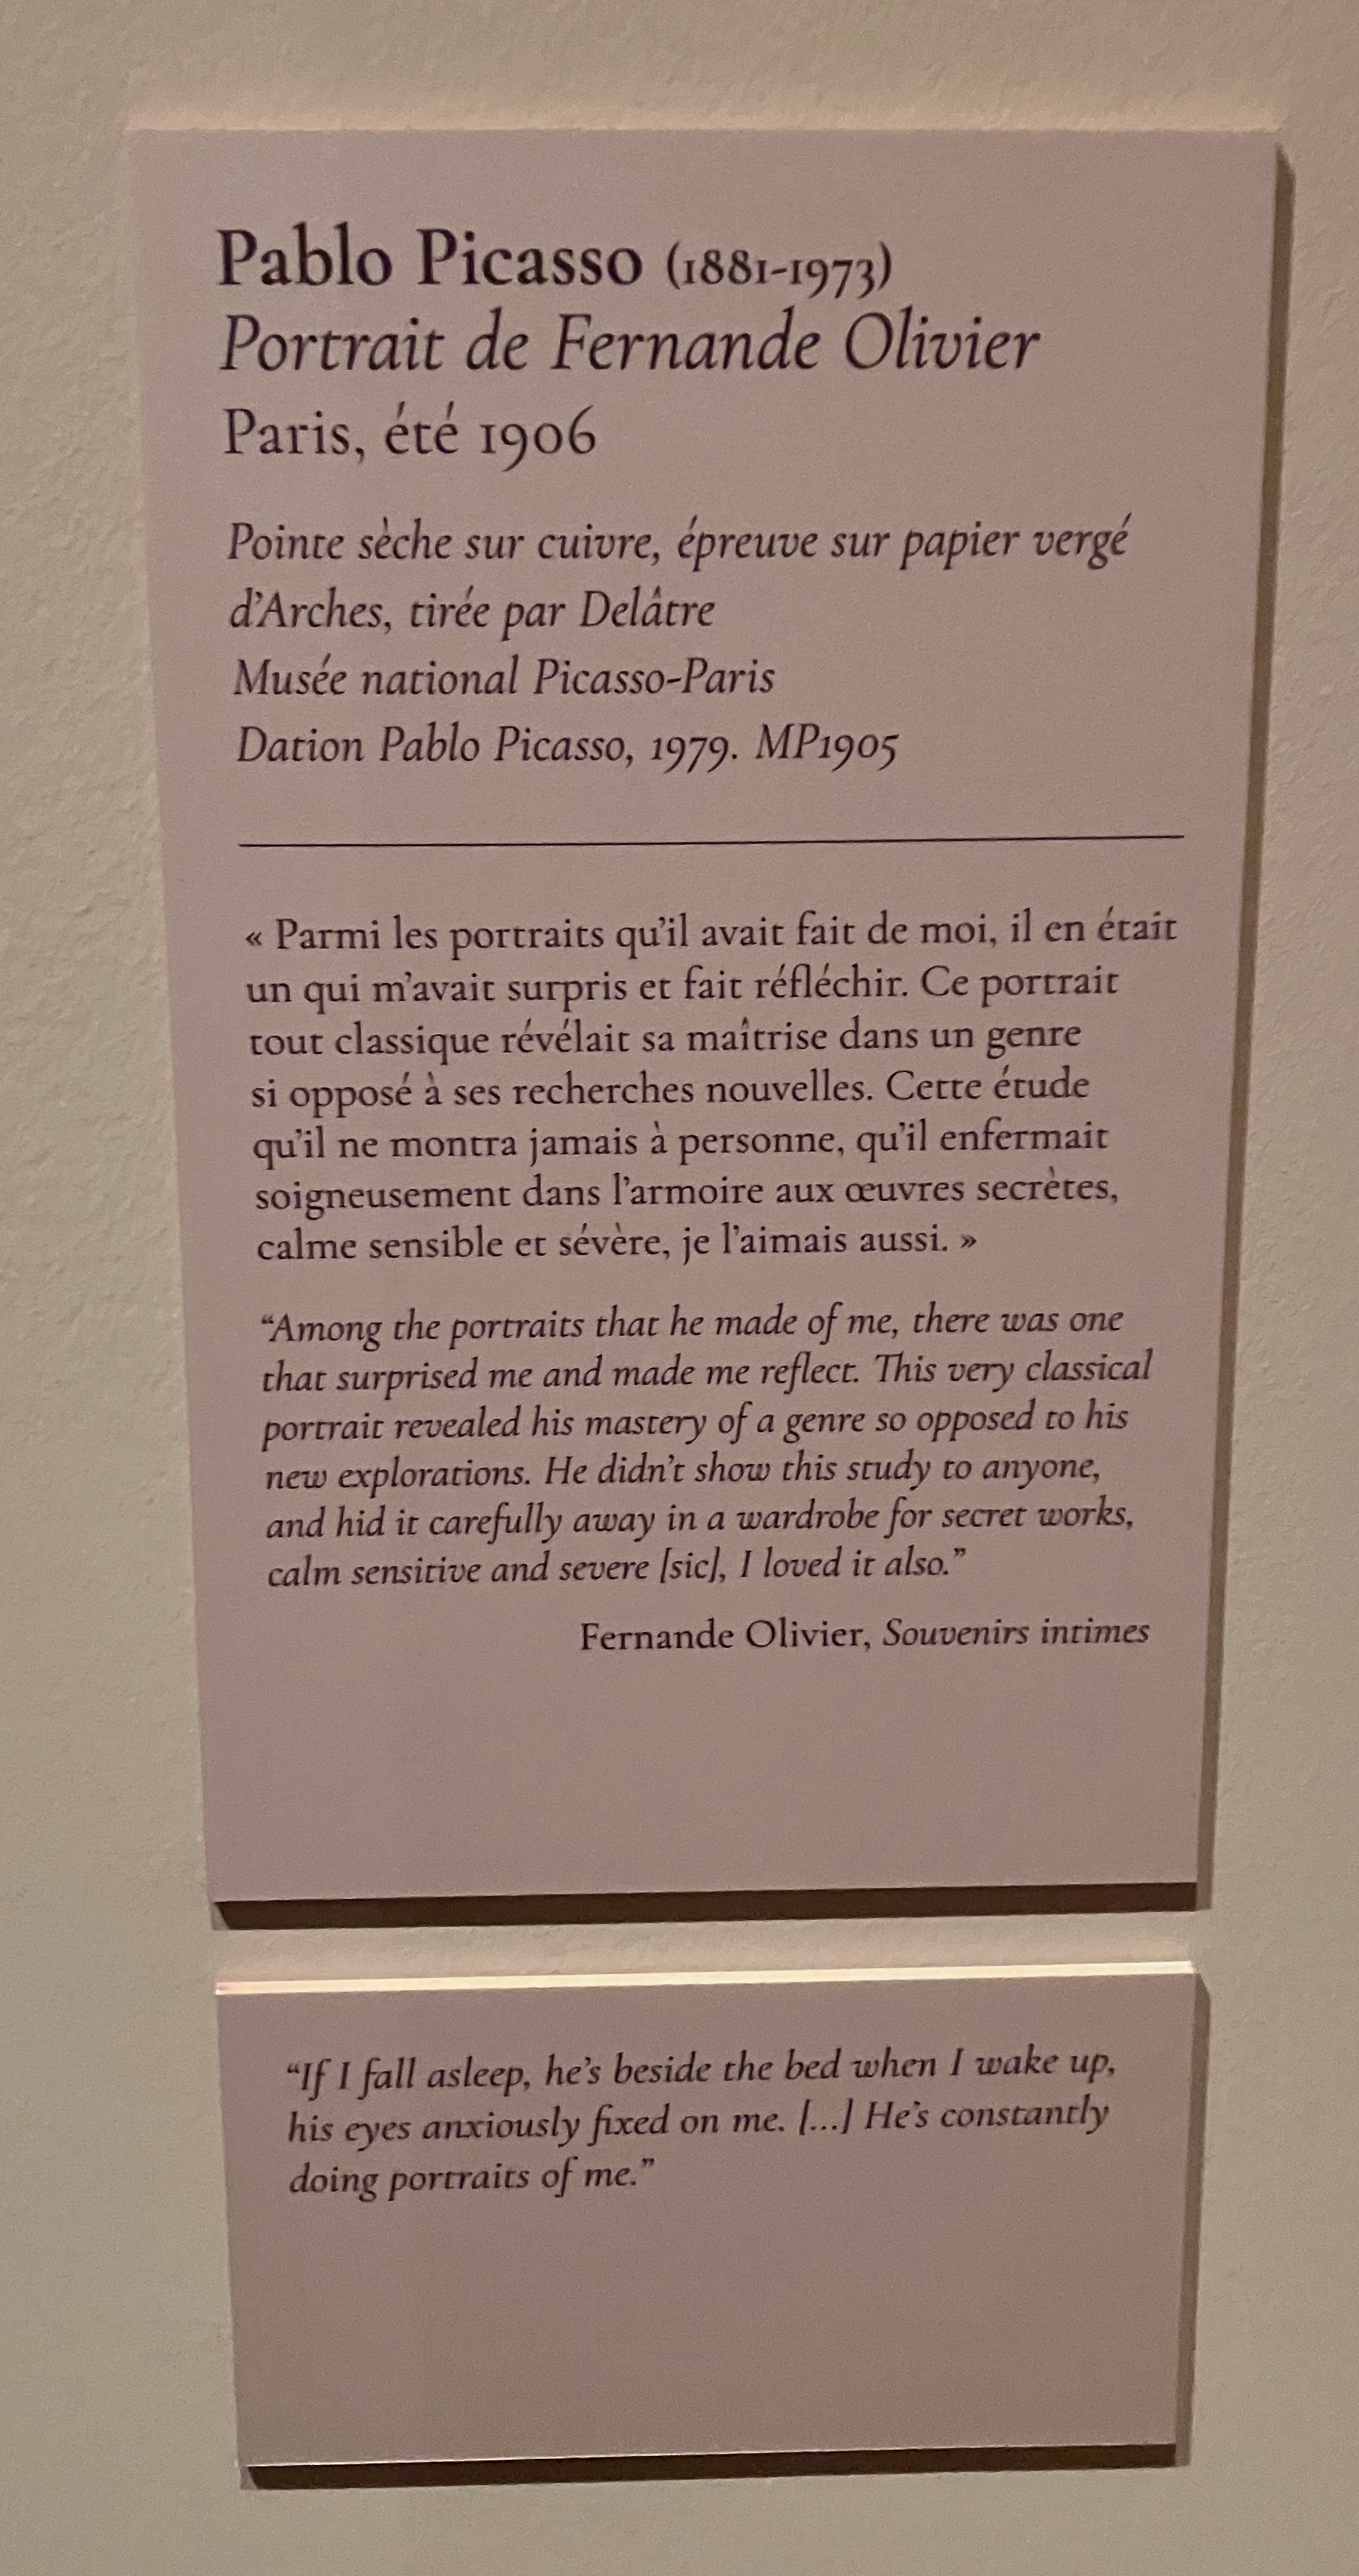 Pablo Picasso (1881-1973)
Portrait de Fernande Olivier
Paris, été 1906
Pointe sèche sur cuivre, épreuve sur papier vergé
d’Arches, tirée par Delâtre
Musée national Picasso-Paris
Dation Pablo Picasso, 1979. MP1905
« Parmi les portraits qu’il avait fait de moi, il en était
un qui m’avait surpris et fait réfléchir. Ce portrait
tout classique révélait sa maîtrise dans un genre
si opposé à ses recherches nouvelles. Cette étude
qu’il ne montra jamais à personne, qu’il enfermait
soigneusement dans l’armoire aux œuvres secrètes,
calme sensible et sévère, je l’aimais aussi. »
“Among the portraits that he made of me, there was one
that surprised me and made me reflect. This very classical
portrait revealed his mastery of a genre so opposed to his
new explorations. He didn’t show this study to anyone,
and hid it carefully away in a wardrobe for secret works,
calm sensitive and severe [sic], I loved it also.”
Fernande Olivier, Souvenirs intimes
“If I fall asleep, he’s beside the bed when I wake up,
his eyes anxiously fixed on me. [...] He’s constantly
doing portraits of me.”